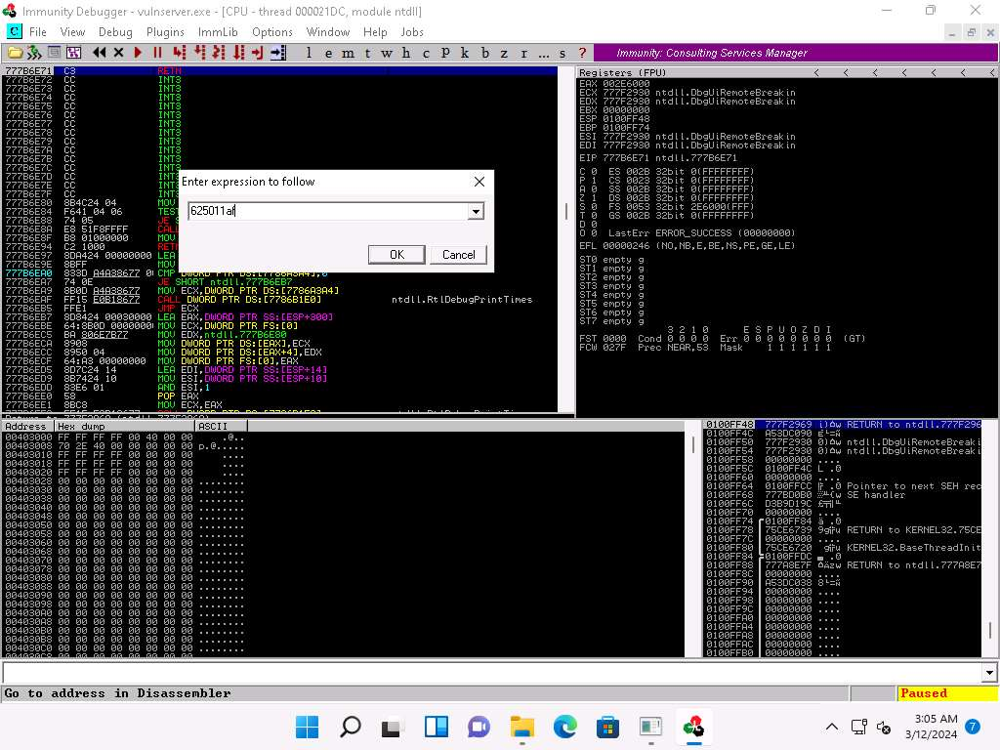 Immunity Debugger - vulnserver.exe - [CPU - thread 000021DC, module ntdll]
C File View Debug Plugins ImmLib Options Window Help Jobs
l e m t w h c P k b z r ... s ? Immunity: Consulting Services Manager
777B6E71 C3 RETN
777B6E72 CC INT3
777B6E73 CC INT3
777B6E74 CC INT3
777B6E75 CC INT3
777B6E76 CC INT3
777B6E77 CC INT3
777B6E78 CC INT3
777B6E79 CC INT3
777B6E7A CC INT3
777B6E7B CC
777B6E7C CC
777B6E7D CC
777B6E7E CC
777B6E7F CC
777B6E80 8B4C24 04 MOV
777B6E84 F641 04 06 TEST
777B6E88 74 05 JE S
777B6E8A E8 51F8FFFF CALL
777B6E8F B8 01000000 MOV
777B6E94 C2 1000 RETN
777B6E97 8DA424 00000000 LEA
777B6E9E 8BFF MOV
777B6EA0 833D A4A38677 00 CMP DWORD PTR DS:[7786A3A4],0
777B6EA7 74 0E JE SHORT ntdll.777B6EB7
777B6EA9 8B0D A4A38677 MOV ECX,DWORD PTR DS:[7786A3A4]
777B6EAF FF15 E0B18677 CALL DWORD PTR DS:[7786B1E0] ntdll.RtlDebugPrintTimes
777B6EB5 FFE1 JMP ECX
777B6EB7 8D8424 00030000 LEA EAX,DWORD PTR SS:[ESP+300]
777B6EBE 64:8B0D 00000000 MOV ECX,DWORD PTR FS:[0]
777B6EC5 BA 806E7B77 MOV EDX,ntdll.777B6E80
777B6ECA 8908 MOV DWORD PTR DS:[EAX],ECX
777B6ECC 8950 04 MOV DWORD PTR DS:[EAX+4],EDX
777B6ECF 64:A3 00000000 MOV DWORD PTR FS:[0],EAX
777B6ED5 8D7C24 14 LEA EDI,DWORD PTR SS:[ESP+14]
777B6ED9 8B7424 10 MOV ESI,DWORD PTR SS:[ESP+10]
777B6EDD 83E6 01 AND ESI,1
777B6EE0 58 POP EAX
777B6EE1 8BC8 MOV ECX,EAX
Enter expression to follow
625011af
OK Cancel
Registers (FPU) < < < < < < <
EAX 002E6000
ECX 777F2930 ntdll.DbgUiRemoteBreakin
EDX 777F2930 ntdll.DbgUiRemoteBreakin
EBX 00000000
ESP 0100FF48
EBP 0100FF74
ESI 777F2930 ntdll.DbgUiRemoteBreakin
EDI 777F2930 ntdll.DbgUiRemoteBreakin
EIP 777B6E71 ntdll.777B6E71
C 0 ES 002B 32bit 0(FFFFFFFF)
P 1 CS 0023 32bit 0(FFFFFFFF)
A 0 SS 002B 32bit 0(FFFFFFFF)
Z 1 DS 002B 32bit 0(FFFFFFFF)
S 0 FS 0053 32bit 2E6000(FFF)
T 0 GS 002B 32bit 0(FFFFFFFF)
D 0
O 0 LastErr ERROR_SUCCESS (00000000)
EFL 00000246 (NO,NB,E,BE,NS,PE,GE,LE)
ST0 empty g
ST1 empty g
ST2 empty g
ST3 empty g
ST4 empty g
ST5 empty g
ST6 empty g
ST7 empty g
3 2 1 0 E S P U O Z D I
FST 0000 Cond 0 0 0 0 Err 0 0 0 0 0 0 0 0 (GT)
FCW 027F Prec NEAR,53 Mask 1 1 1 1 1 1
Address Hex dump ASCII
00403000 FF FF FF FF 00 40 00 00 .@..
00403008 70 2E 40 00 00 00 00 00 p.@.....
00403010 FF FF FF FF 00 00 00 00 ....
00403018 FF FF FF FF 00 00 00 00 ....
00403020 FF FF FF FF 00 00 00 00 ....
00403028 00 00 00 00 00 00 00 00 ........
00403030 00 00 00 00 00 00 00 00 ........
00403038 00 00 00 00 00 00 00 00 ........
00403040 00 00 00 00 00 00 00 00 ........
00403048 00 00 00 00 00 00 00 00 ........
00403050 00 00 00 00 00 00 00 00 ........
00403058 00 00 00 00 00 00 00 00 ........
00403060 00 00 00 00 00 00 00 00 ........
00403068 00 00 00 00 00 00 00 00 ........
00403070 00 00 00 00 00 00 00 00 ........
00403078 00 00 00 00 00 00 00 00 ........
00403080 00 00 00 00 00 00 00 00 ........
00403088 00 00 00 00 00 00 00 00 ........
00403090 00 00 00 00 00 00 00 00 ........
00403098 00 00 00 00 00 00 00 00 ........
004030A0 00 00 00 00 00 00 00 00 ........
004030A8 00 00 00 00 00 00 00 00 ........
004030B0 00 00 00 00 00 00 00 00 ........
004030B8 00 00 00 00 00 00 00 00 ........
004030C0 00 00 00 00 00 00 00 00 ........
0100FF48 777F2969 RETURN to ntdll.777F296
0100FF4C A53DC090
0100FF50 777F2930 ntdll.DbgUiRemoteBreaki
0100FF54 777F2930 ntdll.DbgUiRemoteBreaki
0100FF58 00000000 ....
0100FF5C 0100FF4C
0100FF60 00000000 ....
0100FF64 0100FFCC Pointer to next SEH rec
0100FF68 777BD0B0 SE handler
0100FF6C D3B9D19C
0100FF70 00000000 ....
0100FF74 0100FF84
0100FF78 75CE6739 RETURN to KERNEL32.75CE
0100FF7C 00000000 ....
0100FF80 75CE6720 KERNEL32.BaseThreadInit
0100FF84 0100FFDC
0100FF88 777A8E7F RETURN to ntdll.777A8E7
0100FF8C 00000000 ....
0100FF90 A53DC038
0100FF94 00000000 ....
0100FF98 00000000 ....
0100FF9C 00000000 ....
0100FFA0 00000000 ....
0100FFA4 00000000 ....
0100FFA8 00000000 ....
0100FFAC 00000000 ....
0100FFB0 00000000 ....
Go to address in Disassembler Paused
3:05 AM
3/12/2024 7